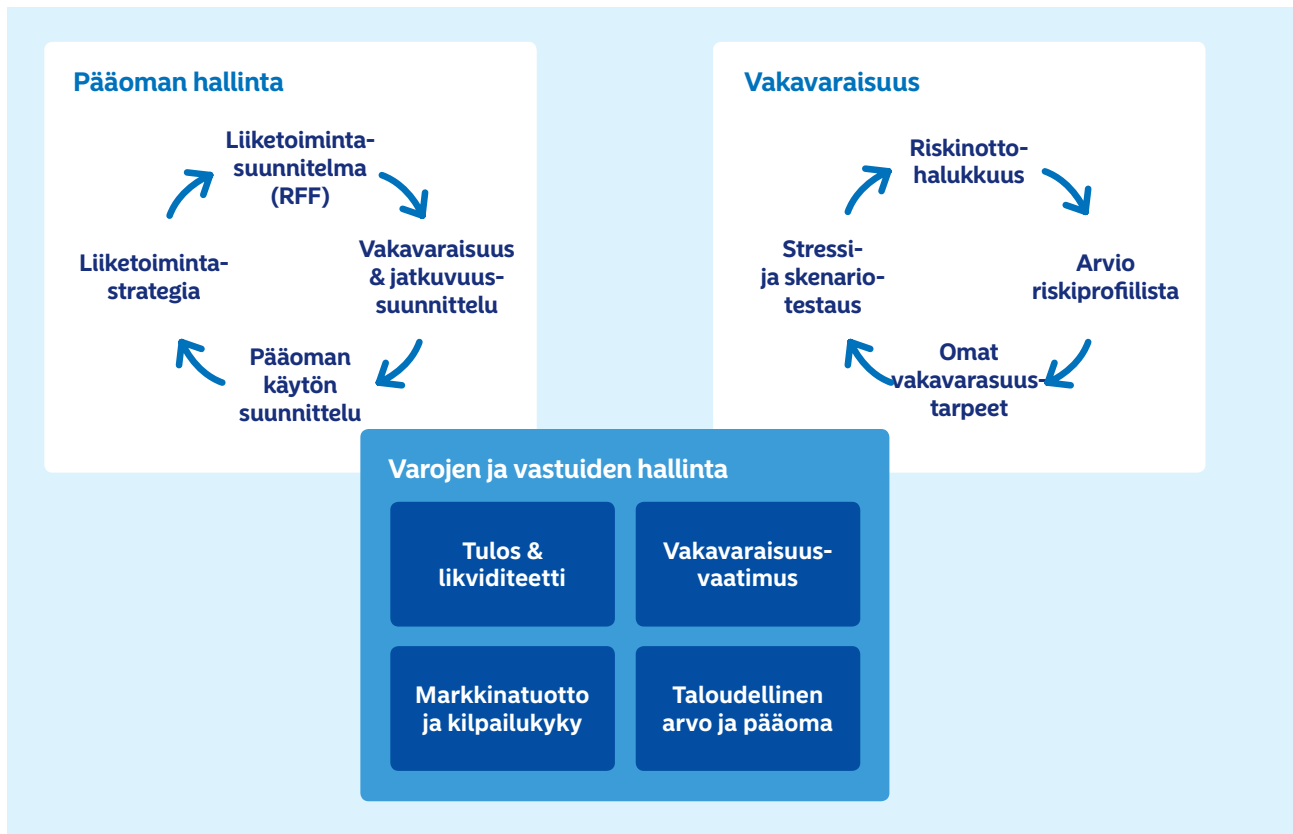 Pääoman hallinta
Liiketoiminta-
suunnitelma
(RFF)
Vakavaraisuus
& jatkuvuus-
suunnittelu
Pääoman
käytön
suunnittelu
Liiketoiminta-
strategia
Vakavaraisuus
Riskinotto-
halukkuus
Arvio
riskiprofiilista
Omat
vakavarasuus-
tarpeet
Stressi-
ja skenario-
testaus
Varojen ja vastuiden hallinta
Tulos &
likviditeetti
Vakavaraisuus-
vaatimus
Markkinatuotto
ja kilpailukyky
Taloudellinen
arvo ja pääoma